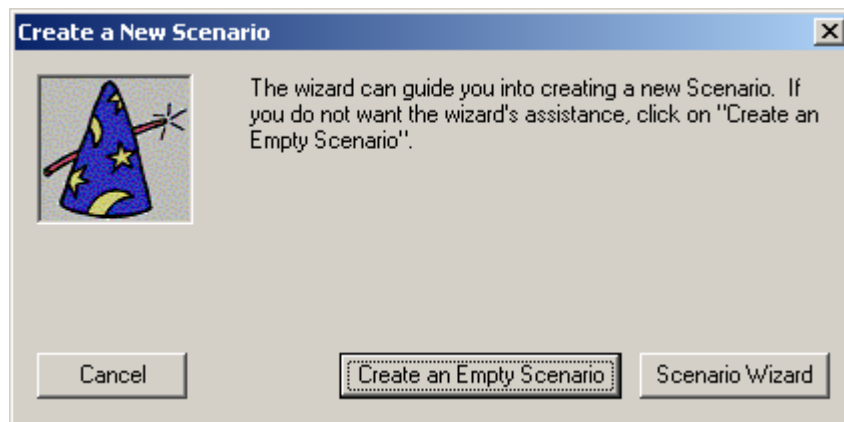 Create a New Scenario
The wizard can guide you into creating a new Scenario.  If
you do not want the wizard's assistance, click on "Create an
Empty Scenario".
Cancel
Create an Empty Scenario
Scenario Wizard